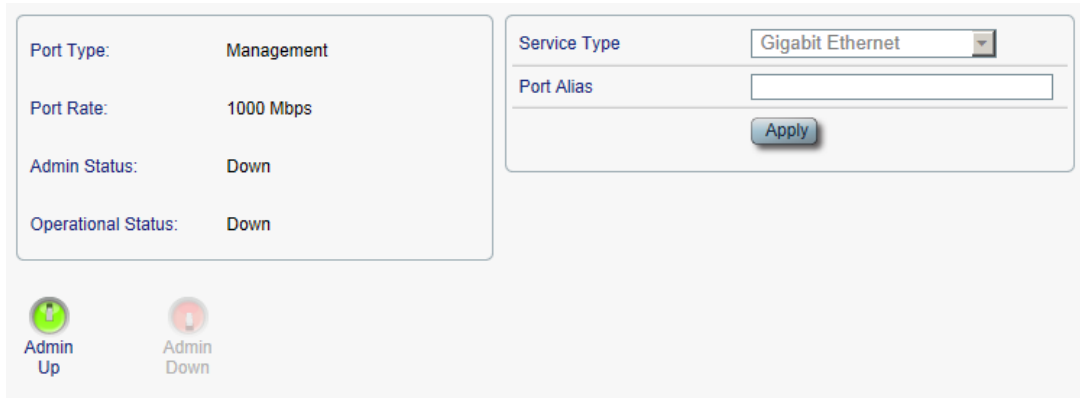 Port Type: Management
Port Rate: 1000 Mbps
Admin Status: Down
Operational Status: Down
Service Type Gigabit Ethernet
Port Alias
Apply
Admin Up
Admin Down